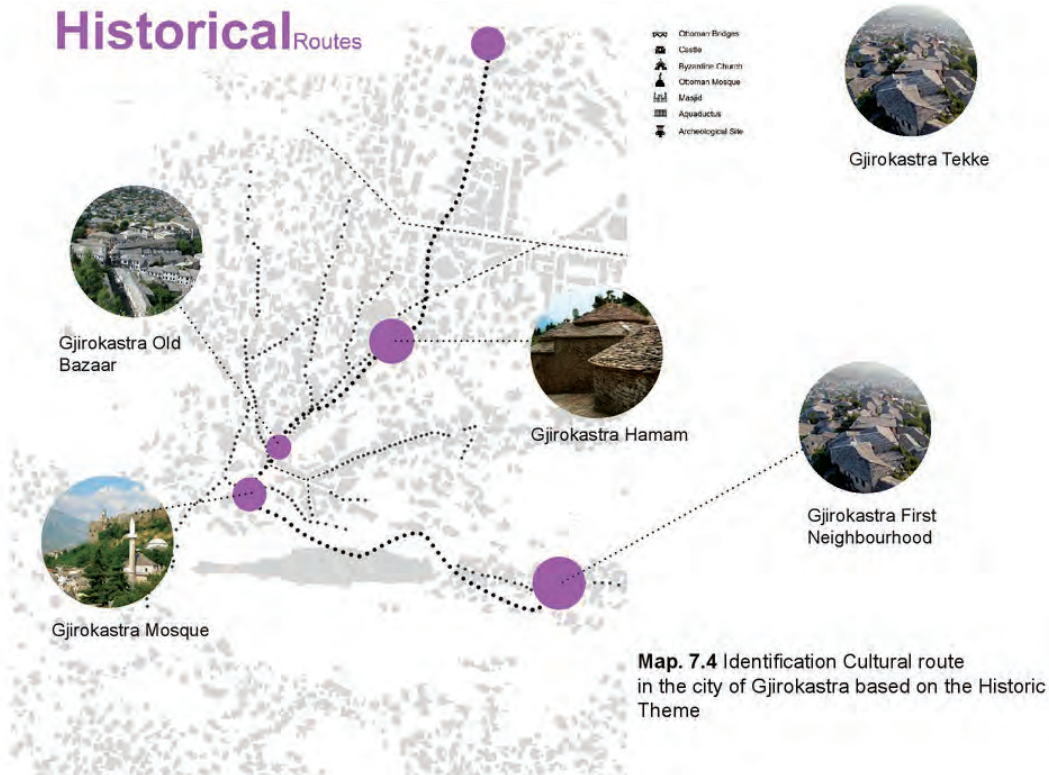 Historical Routes
Ottoman Bridges
Castle
Byzantine Church
Ottoman Mosque
Masjid
Aquaductus
Archeological Site
Gjirokastra Tekke
Gjirokastra Old
Bazaar
Gjirokastra Hamam
Gjirokastra First
Neighbourhood
Gjirokastra Mosque
Map. 7.4 Identification Cultural route
in the city of Gjirokastra based on the Historic
Theme